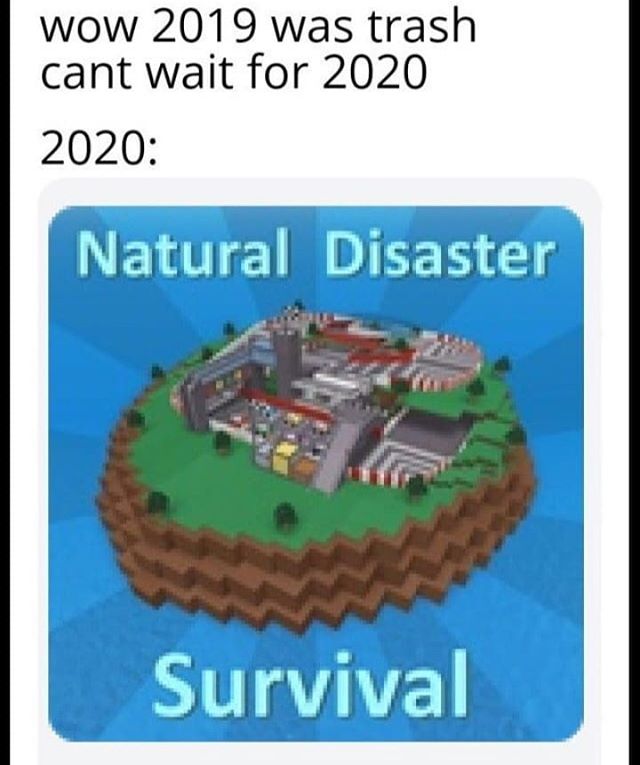 wow 2019 was trash
cant wait for 2020
2020:
Natural Disaster
Survival